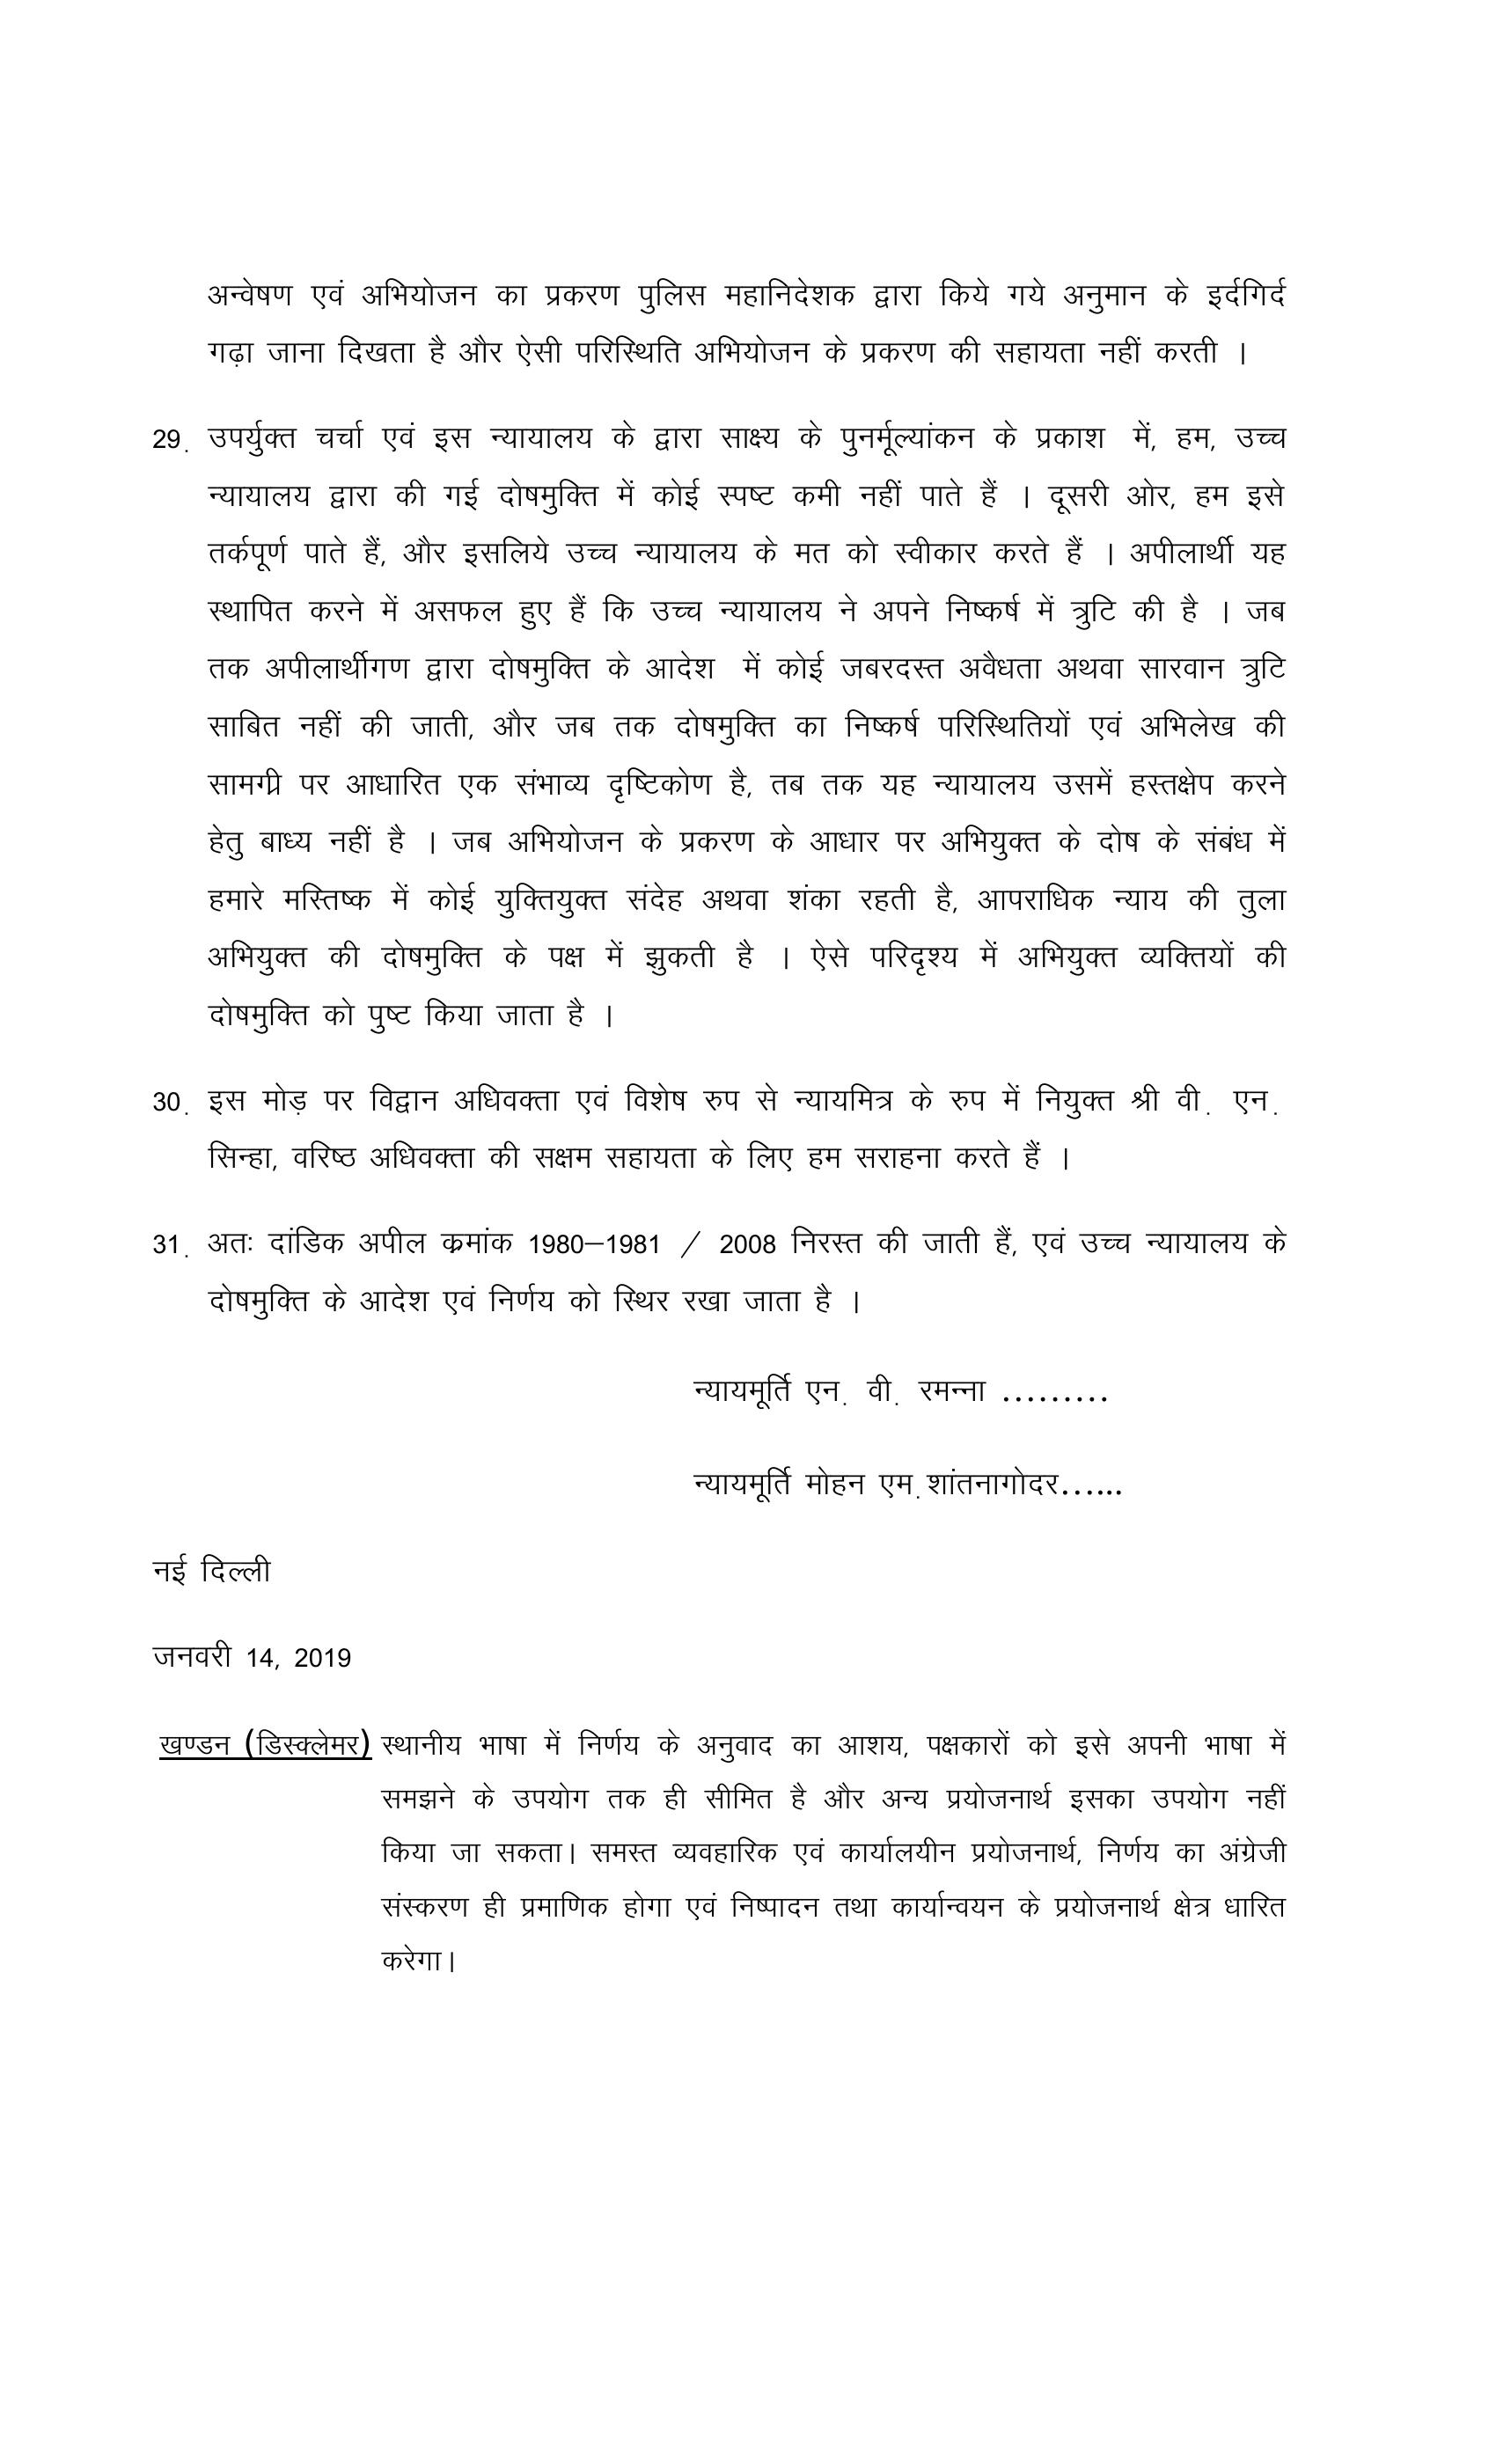 अन्वेषण एवं अभियोजन का प्रकरण पुलिस महानिदेशक द्वारा किये गये अनुमान के इर्दगिर्द
गढ़ा जाना दिखता है और ऐसी परिस्थिति अभियोजन के प्रकरण की सहायता नहीं करती ।
29. उपर्युक्त चर्चा एवं इस न्यायालय के द्वारा साक्ष्य के पुनर्मूल्यांकन के प्रकाश में, हम, उच्च
न्यायालय द्वारा की गई दोषमुक्ति में कोई स्पष्ट कमी नहीं पाते हैं । दूसरी ओर, हम इसे
तर्कपूर्ण पाते हैं, और इसलिये उच्च न्यायालय के मत को स्वीकार करते हैं । अपीलार्थी यह
स्थापित करने में असफल हुए हैं कि उच्च न्यायालय ने अपने निष्कर्ष में त्रुटि की है । जब
तक अपीलार्थीगण द्वारा दोषमुक्ति के आदेश में कोई जबरदस्त अवैधता अथवा सारवान त्रुटि
साबित नहीं की जाती, और जब तक दोषमुक्ति का निष्कर्ष परिस्थितियों एवं अभिलेख की
सामग्री पर आधारित एक संभाव्य दृष्टिकोण है, तब तक यह न्यायालय उसमें हस्तक्षेप करने
हेतु बाध्य नहीं है । जब अभियोजन के प्रकरण के आधार पर अभियुक्त के दोष के संबंध में
हमारे मस्तिष्क में कोई युक्तियुक्त संदेह अथवा शंका रहती है, आपराधिक न्याय की तुला
अभियुक्त की दोषमुक्ति के पक्ष में झुकती है । ऐसे परिदृश्य में अभियुक्त व्यक्तियों की
दोषमुक्ति को पुष्ट किया जाता है ।
30. इस मोड़ पर विद्वान अधिवक्ता एवं विशेष रुप से न्यायमित्र के रुप में नियुक्त श्री वी. एन.
सिन्हा, वरिष्ठ अधिवक्ता की सक्षम सहायता के लिए हम सराहना करते हैं ।
31. अतः दांडिक अपील क्रमांक 1980–1981 / 2008 निरस्त की जाती हैं, एवं उच्च न्यायालय के
दोषमुक्ति के आदेश एवं निर्णय को स्थिर रखा जाता है ।
न्यायमूर्ति एन. वी. रमन्ना .........
न्यायमूर्ति मोहन एम.शांतनागोदर......
नई दिल्ली
जनवरी 14, 2019
खण्डन (डिस्क्लेमर) स्थानीय भाषा में निर्णय के अनुवाद का आशय, पक्षकारों को इसे अपनी भाषा में
समझने के उपयोग तक ही सीमित है और अन्य प्रयोजनार्थ इसका उपयोग नहीं
किया जा सकता। समस्त व्यवहारिक एवं कार्यालयीन प्रयोजनार्थ, निर्णय का अंग्रेजी
संस्करण ही प्रमाणिक होगा एवं निष्पादन तथा कार्यान्वयन के प्रयोजनार्थ क्षेत्र धारित
करेगा।